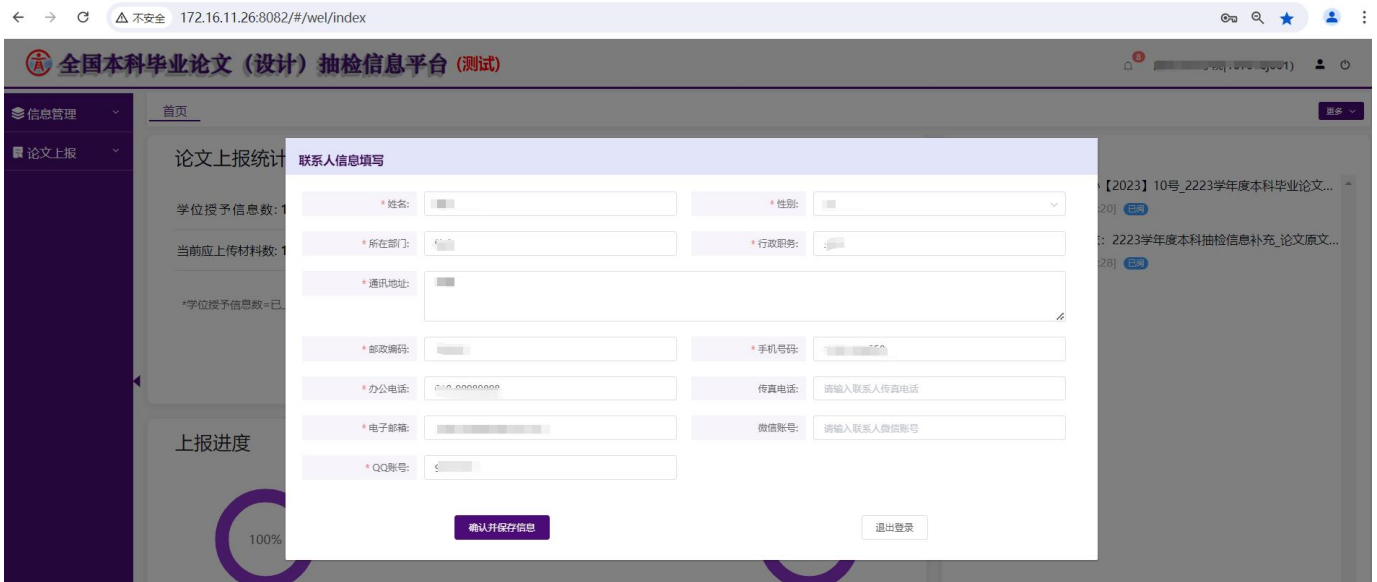 不安全 172.16.11.26:8082/#/wel/index
全国本科毕业论文（设计）抽检信息平台 (测试)
8
信息管理
首页
更多
论文上报
论文上报统计
联系人信息填写
【2023】10号_2223学年度本科毕业论文...
*姓名:
*性别:
:20] 已阅
学位授予信息数: 1
*所在部门:
*行政职务:
: 2223学年度本科抽检信息补充_论文原文...
当前应上传材料数: 1
:28] 已阅
*通讯地址:
*学位授予信息数=已
*邮政编码:
*手机号码:
*办公电话:
传真电话: 请输入联系人传真电话
*电子邮箱:
微信账号: 请输入联系人微信账号
上报进度
*QQ账号:
确认并保存信息
退出登录
100%